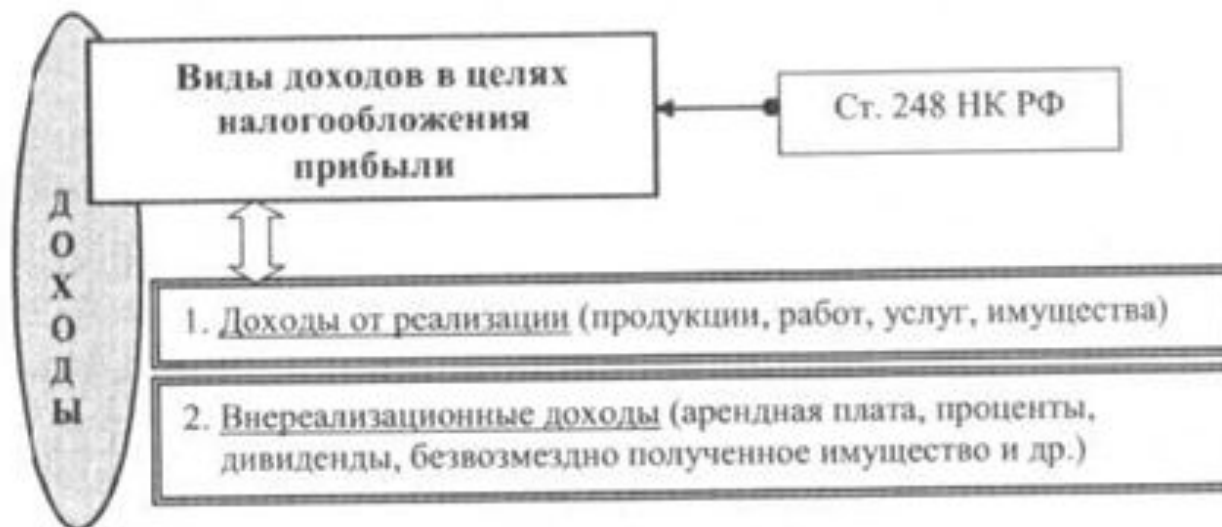 Виды доходов в целях
налогообложения
прибыли
Ст. 248 НК РФ
ДОХОДЫ
1. Доходы от реализации (продукции, работ, услуг, имущества)
2. Внереализационные доходы (арендная плата, проценты,
дивиденды, безвозмездно полученное имущество и др.)